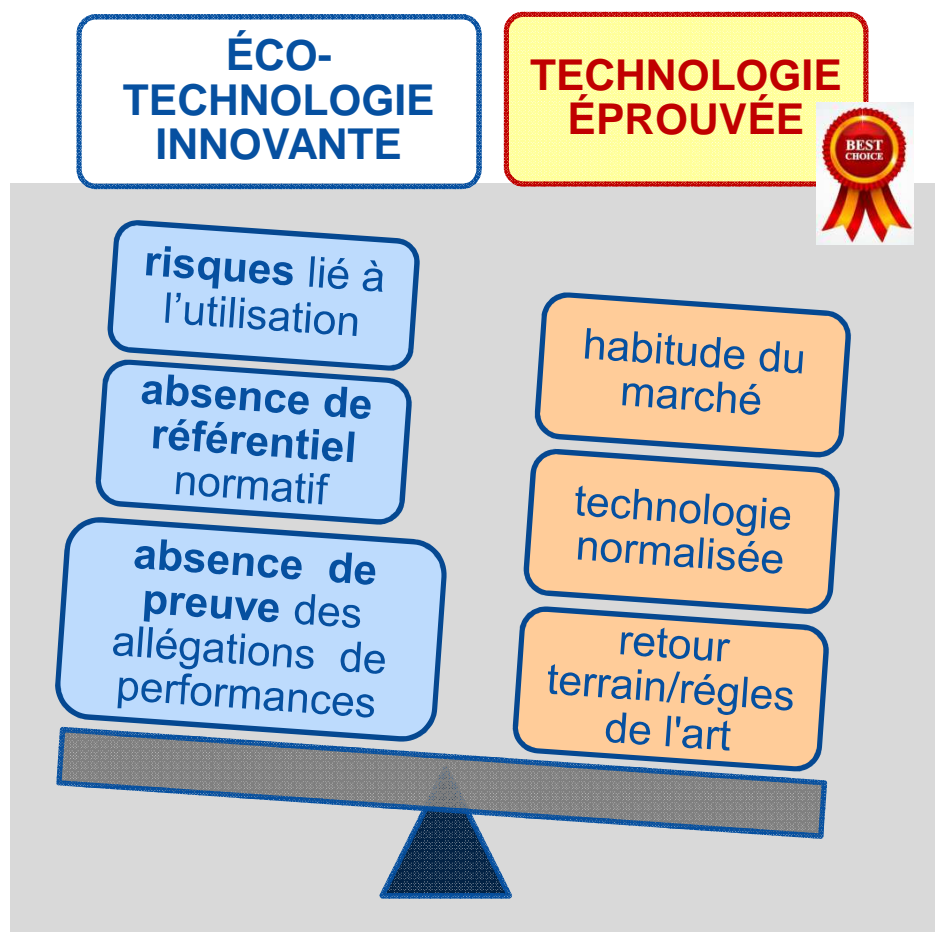 ÉCO-
TECHNOLOGIE
INNOVANTE
TECHNOLOGIE
ÉPROUVÉE
BEST
CHOICE
risques lié à
l’utilisation
absence de
référentiel
normatif
absence de
preuve des
allégations de
performances
habitude du
marché
technologie
normalisée
retour
terrain/régles
de l'art